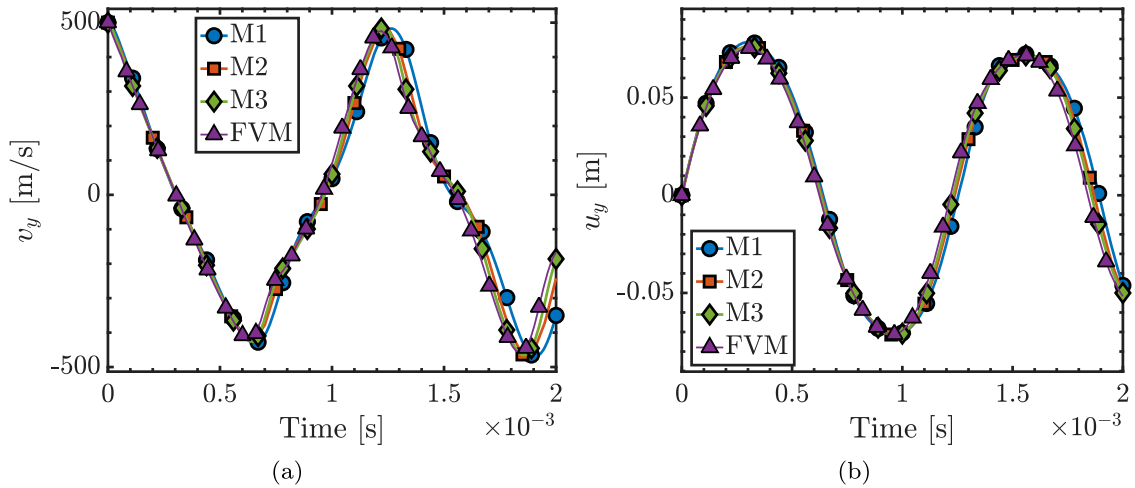 500
0
-500
v_y [m/s]
M1
M2
M3
FVM
0 0.5 1 1.5 2
Time [s] ×10⁻³
(a)
0.05
0
-0.05
u_y [m]
M1
M2
M3
FVM
0 0.5 1 1.5 2
Time [s] ×10⁻³
(b)